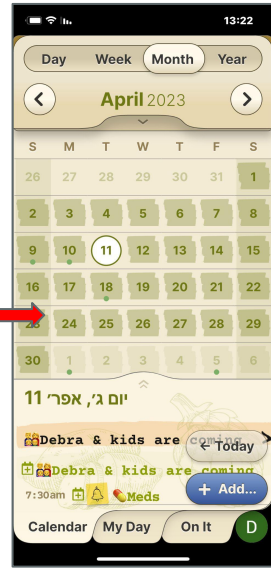 13:22
Day Week Month Year
April 2023
S M T W T F S
26 27 28 29 30 31 1
2 3 4 5 6 7 8
9 10 11 12 13 14 15
16 17 18 19 20 21 22
23 24 25 26 27 28 29
30 1 2 3 4 5 6
יום ג׳, אפר׳ 11
Debra & kids are coming
← Today
Debra & kids are coming
7:30am Meds
+ Add...
Calendar My Day On It D